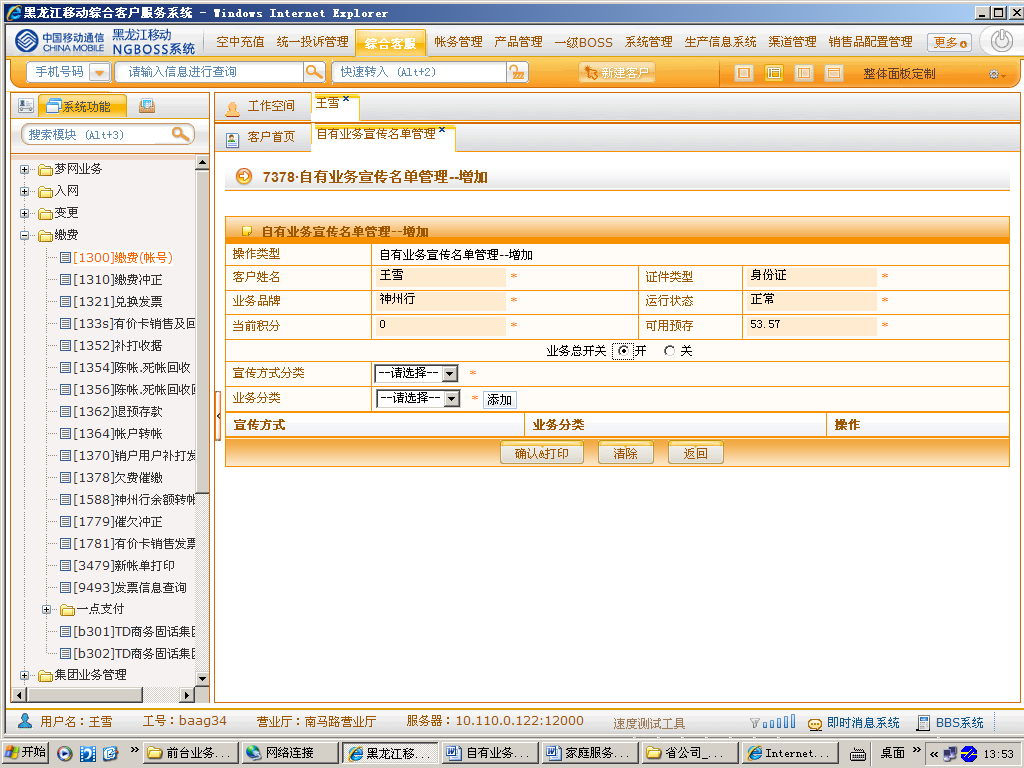 黑龙江移动综合客户服务系统 - Windows Internet Explorer
中国移动通信 CHINA MOBILE 黑龙江移动 NGBOSS系统 空中充值 统一投诉管理 综合客服 帐务管理 产品管理 一级BOSS 系统管理 生产信息系统 渠道管理 销售品配置管理 更多
手机号码 请输入信息进行查询 快速转入 (Alt+2) 新建客户 整体面板定制
系统功能 工作空间 王雪
搜索模块 (Alt+3) 客户首页 自有业务宣传名单管理
梦网业务
入网
变更
缴费
[1300]缴费(帐号)
[1310]缴费冲正
[1321]兑换发票
[133s]有价卡销售及回
[1352]补打收据
[1354]陈帐.死帐回收
[1356]陈帐.死帐回收回
[1362]退预存款
[1364]帐户转帐
[1370]销户用户补打发
[1378]欠费催缴
[1588]神州行余额转帐
[1779]催欠冲正
[1781]有价卡销售发票
[3479]新帐单打印
[9493]发票信息查询
一点支付
[b301]TD商务固话集团
[b302]TD商务固话集团
集团业务管理
7378·自有业务宣传名单管理--增加
自有业务宣传名单管理--增加
操作类型 自有业务宣传名单管理--增加
客户姓名 王雪 * 证件类型 身份证 *
业务品牌 神州行 * 运行状态 正常 *
当前积分 0 * 可用预存 53.57 *
业务总开关 开 关
宣传方式分类 --请选择-- *
业务分类 --请选择-- * 添加
宣传方式 业务分类 操作
确认&打印 清除 返回
用户名：王雪 工号：baag34 营业厅：南马路营业厅 服务器：10.110.0.122:12000 速度测试工具 即时消息系统 BBS系统
开始 前台业务... 网络连接 黑龙江移... 自有业务... 家庭服务... 省公司_... Internet... 桌面 13:53